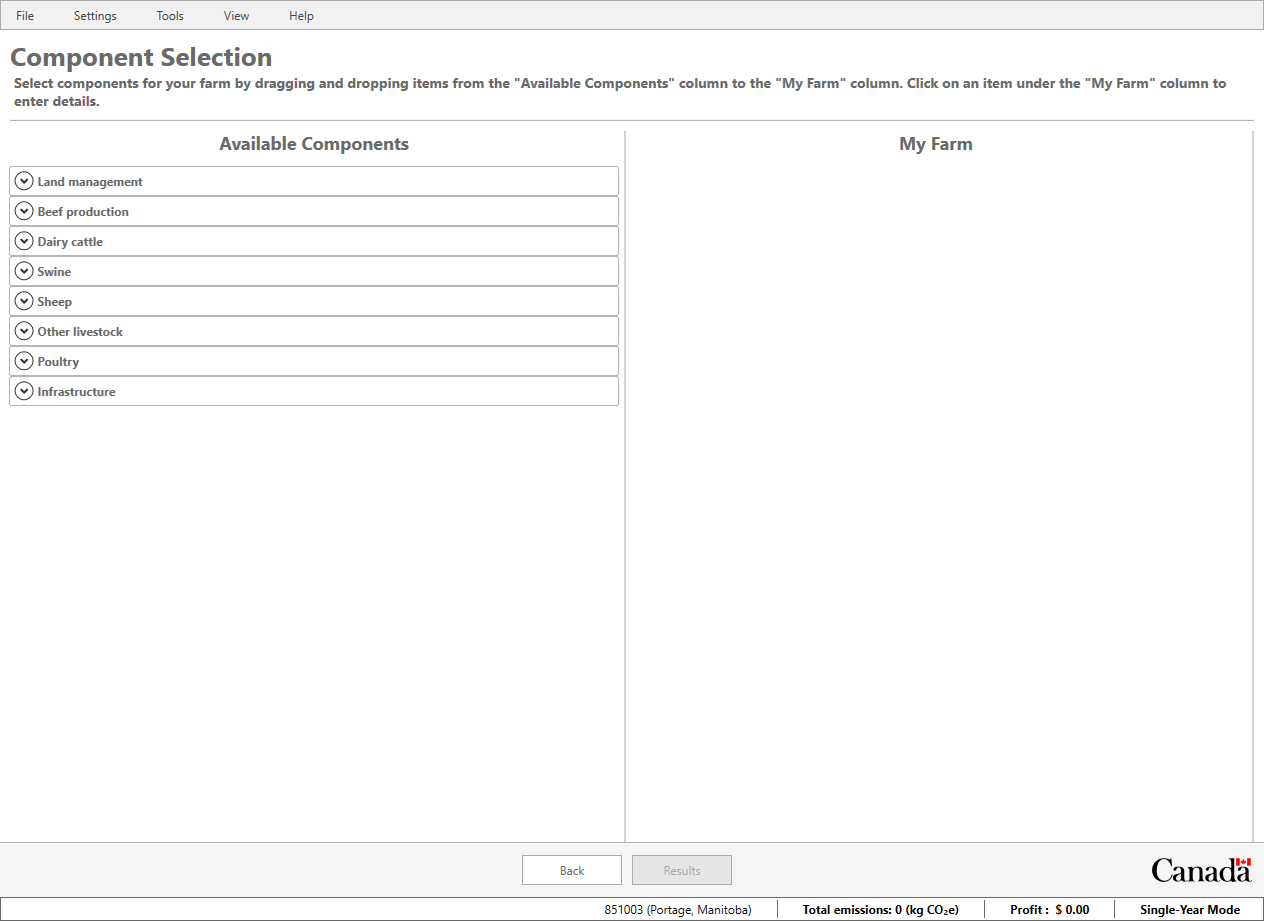 File Settings Tools View Help
Component Selection
Select components for your farm by dragging and dropping items from the "Available Components" column to the "My Farm" column. Click on an item under the "My Farm" column to
enter details.
Available Components
My Farm
Land management
Beef production
Dairy cattle
Swine
Sheep
Other livestock
Poultry
Infrastructure
Back Results
Canada
851003 (Portage, Manitoba) Total emissions: 0 (kg CO₂e) Profit : $ 0.00 Single-Year Mode